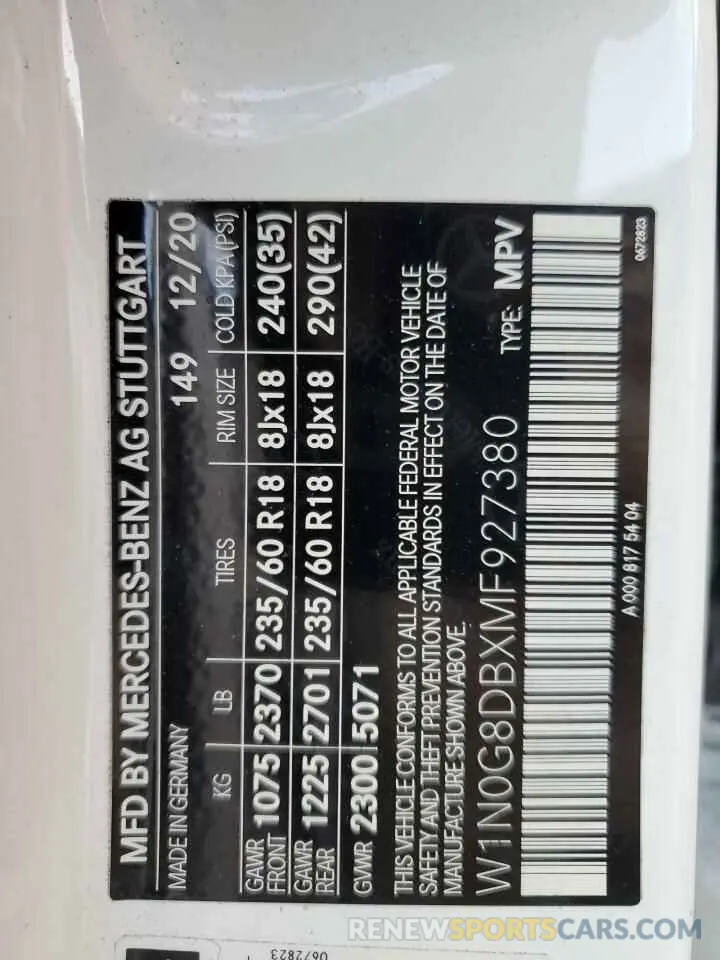 MFD BY MERCEDES-BENZ AG STUTTGART
MADE IN GERMANY 149 12/20
KG LB TIRES RIM SIZE COLD KPA(PSI)
GAWR
FRONT 1075 2370 235/60 R18 8Jx18 240(35)
GAWR
REAR 1225 2701 235/60 R18 8Jx18 290(42)
GVWR 2300 5071
THIS VEHICLE CONFORMS TO ALL APPLICABLE FEDERAL MOTOR VEHICLE
SAFETY AND THEFT PREVENTION STANDARDS IN EFFECT ON THE DATE OF
MANUFACTURE SHOWN ABOVE.
W1N0G8DBXMF927380 TYPE: MPV
A 000 817 54 04 0672823
0672823
RENEWSPORTSCARS.COM